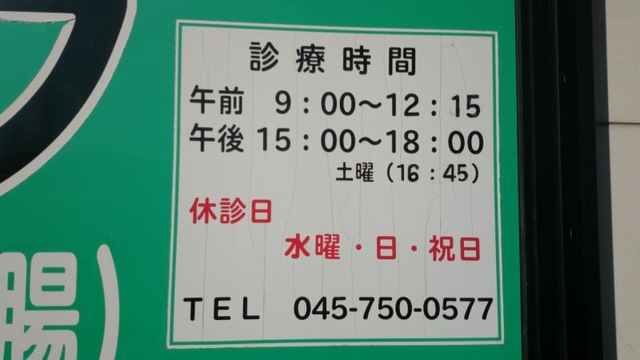 診療時間
午前 9：00～12：15
午後 15：00～18：00
土曜（16：45）
休診日
水曜・日・祝日
TEL 045-750-0577
腸）